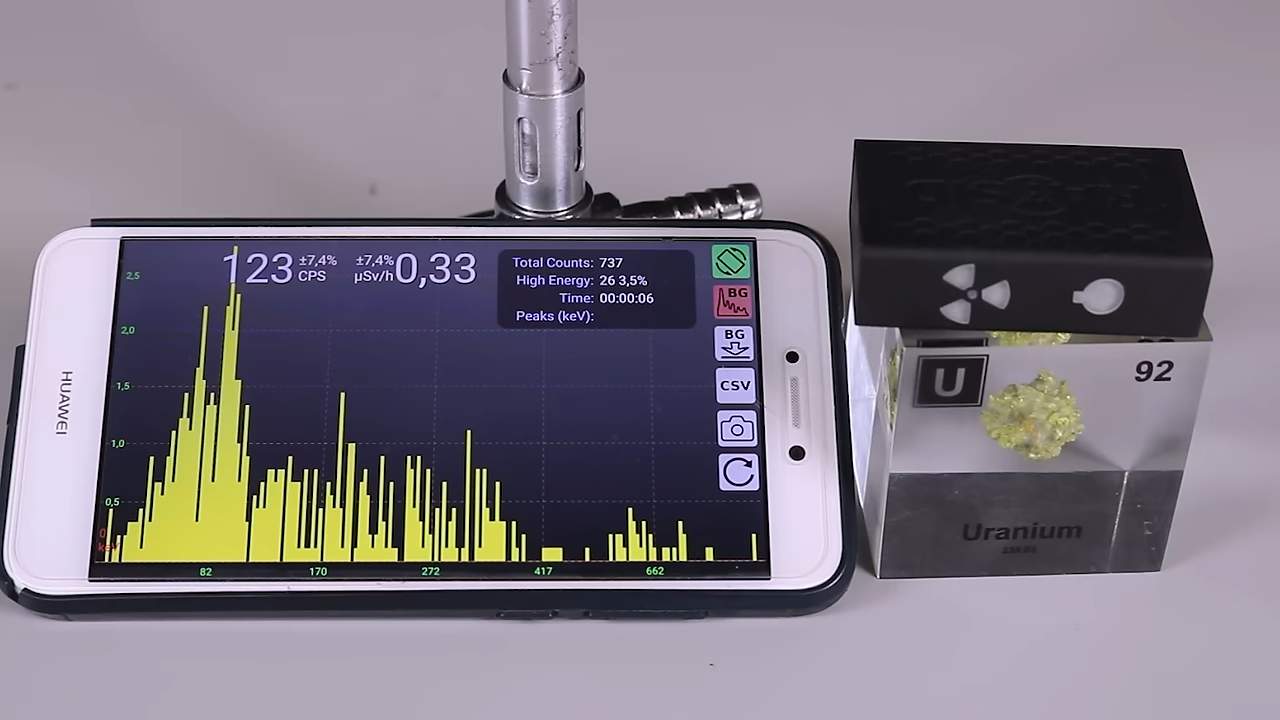 HUAWEI
2,5
2,0
1,5
1,0
0,5
0
keV
82
170
272
417
662
123
±7,4%
CPS
±7,4%
µSv/h
0,33
Total Counts: 737
High Energy: 26 3,5%
Time: 00:00:06
Peaks (keV):
BG
BG
CSV
U
92
Uranium